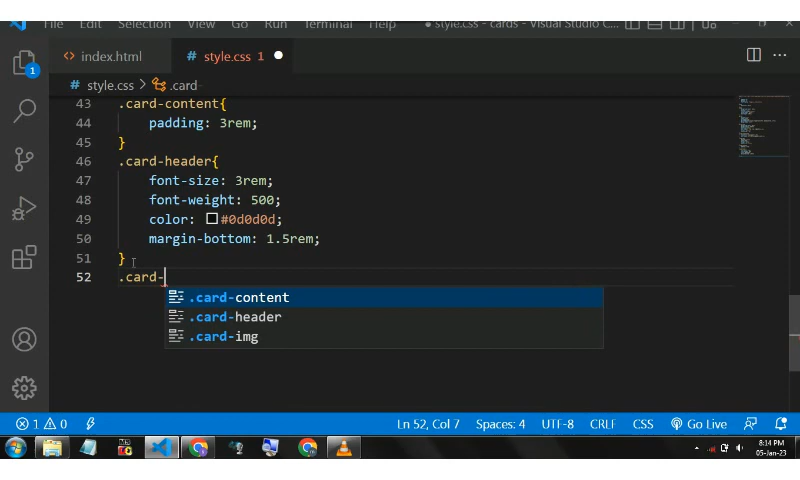 File Edit Selection View Go Run Terminal Help ● style.css - cards - Visual Studio C...
index.html # style.css 1 ●
1
# style.css > .card-
43 .card-content{
44 padding: 3rem;
45 }
46 .card-header{
47 font-size: 3rem;
48 font-weight: 500;
49 color: #0d0d0d;
50 margin-bottom: 1.5rem;
51 }
52 .card-
.card-content
.card-header
.card-img
1 0 Ln 52, Col 7 Spaces: 4 UTF-8 CRLF CSS Go Live
8:14 PM
05-Jan-23